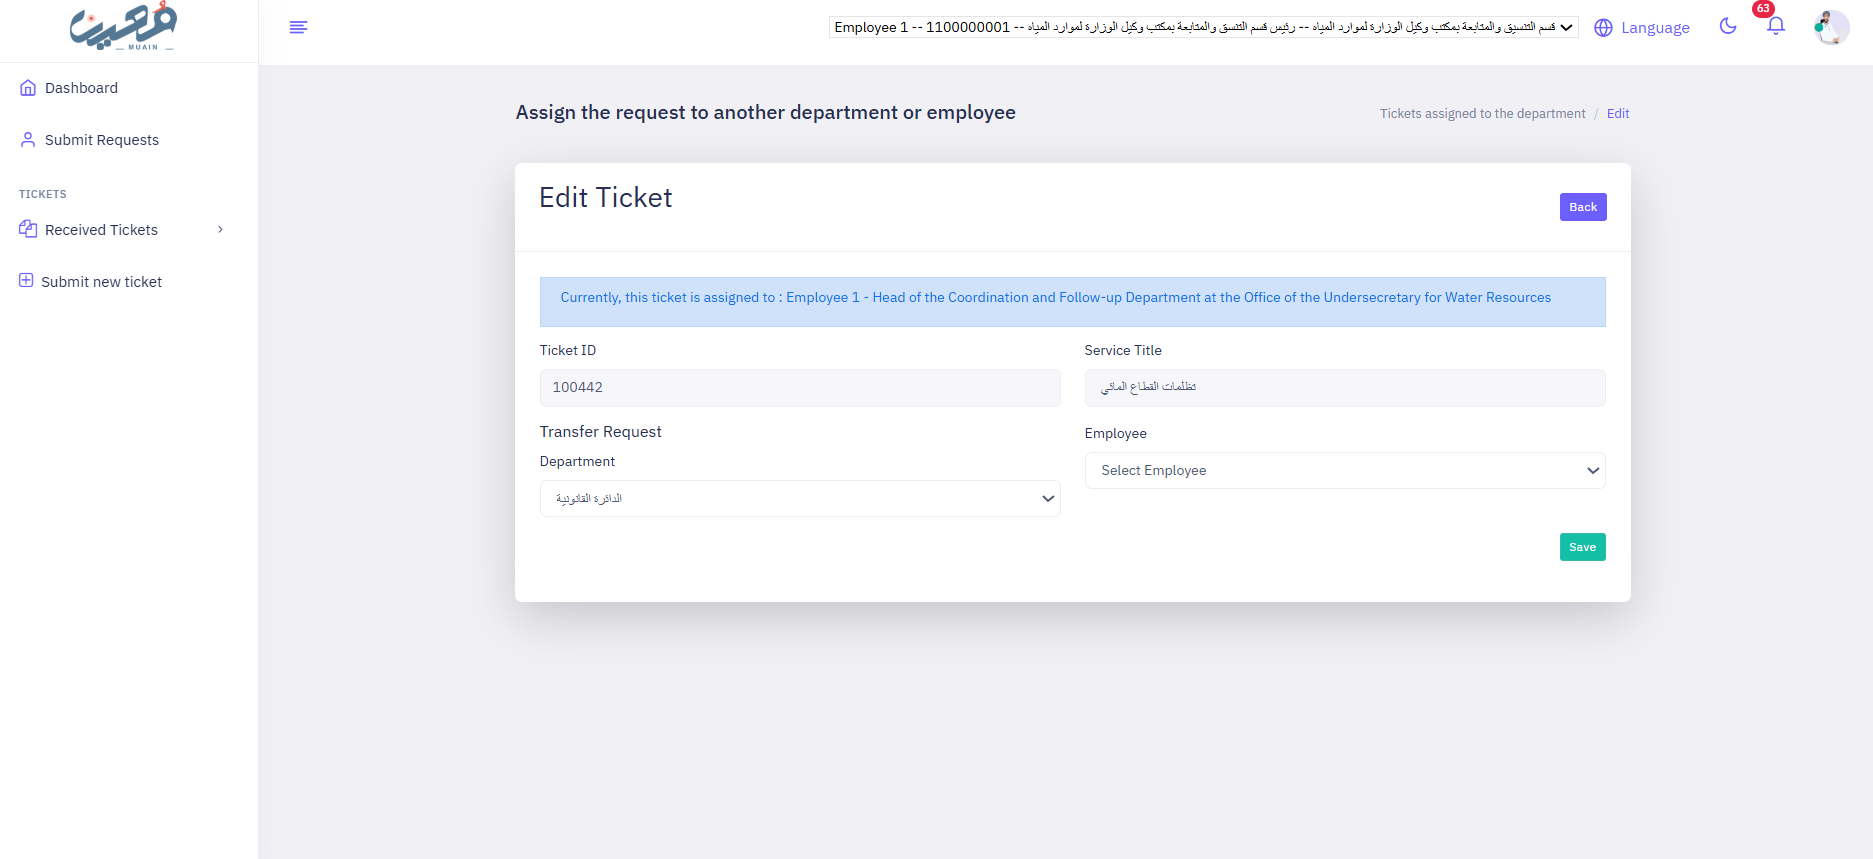 معين
MUAIN
Employee 1 -- 1100000001 -- قسم التنسيق والمتابعة بمكتب وكيل الوزارة لموارد المياه -- رئيس قسم التنسق والمتابعة بمكتب وكيل الوزارة لموارد المياه
Language
63
Dashboard
Submit Requests
TICKETS
Received Tickets
Submit new ticket
Assign the request to another department or employee
Tickets assigned to the department / Edit
Edit Ticket
Back
Currently, this ticket is assigned to : Employee 1 - Head of the Coordination and Follow-up Department at the Office of the Undersecretary for Water Resources
Ticket ID
100442
Service Title
تظلمات القطاع المائي
Transfer Request
Department
الدائرة القانونية
Employee
Select Employee
Save